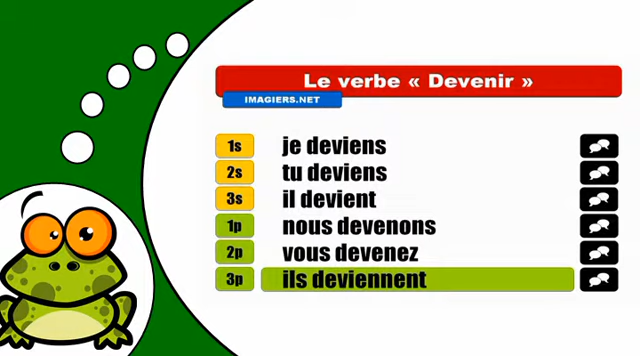 Le verbe « Devenir »
IMAGIERS.NET
1s je deviens
2s tu deviens
3s il devient
1p nous devenons
2p vous devenez
3p ils deviennent